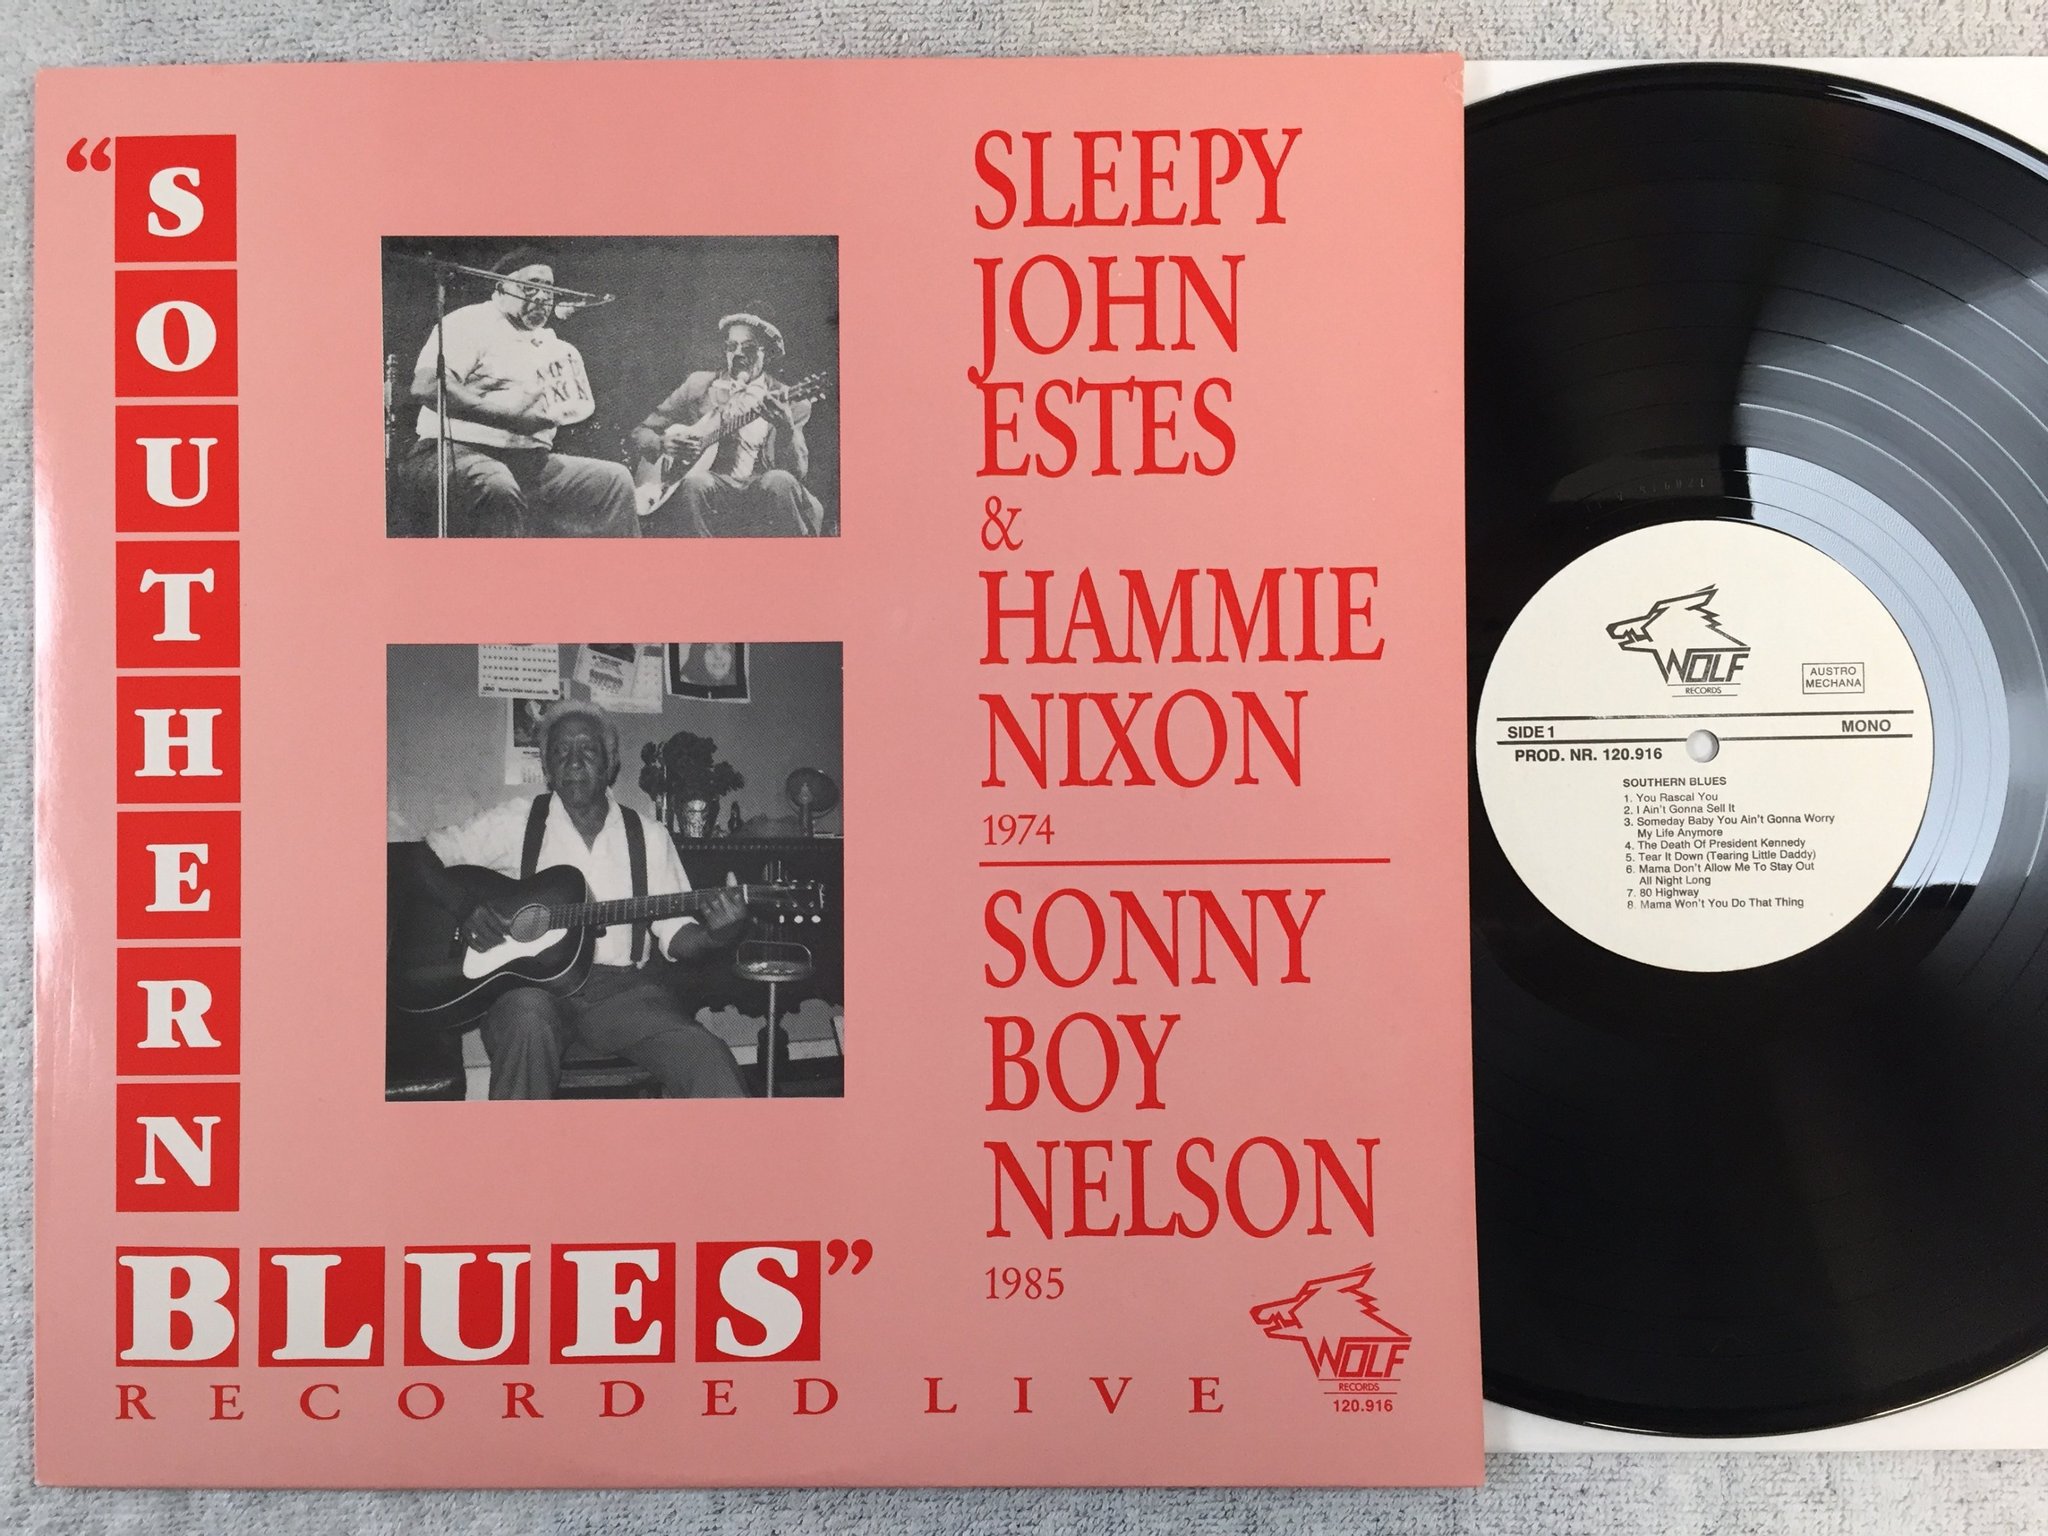 “SOUTHERN
BLUES”
RECORDED LIVE
SLEEPY
JOHN
ESTES
&
HAMMIE
NIXON
1974
SONNY
BOY
NELSON
1985
WOLF
RECORDS
120.916
WOLF
RECORDS
AUSTRO
MECHANA
SIDE 1
MONO
PROD. NR. 120.916
SOUTHERN BLUES
1. You Rascal You
2. I Ain't Gonna Sell It
3. Someday Baby You Ain't Gonna Worry
My Life Anymore
4. The Death Of President Kennedy
5. Tear It Down (Tearing Little Daddy)
6. Mama Don't Allow Me To Stay Out
All Night Long
7. 80 Highway
8. Mama Won't You Do That Thing